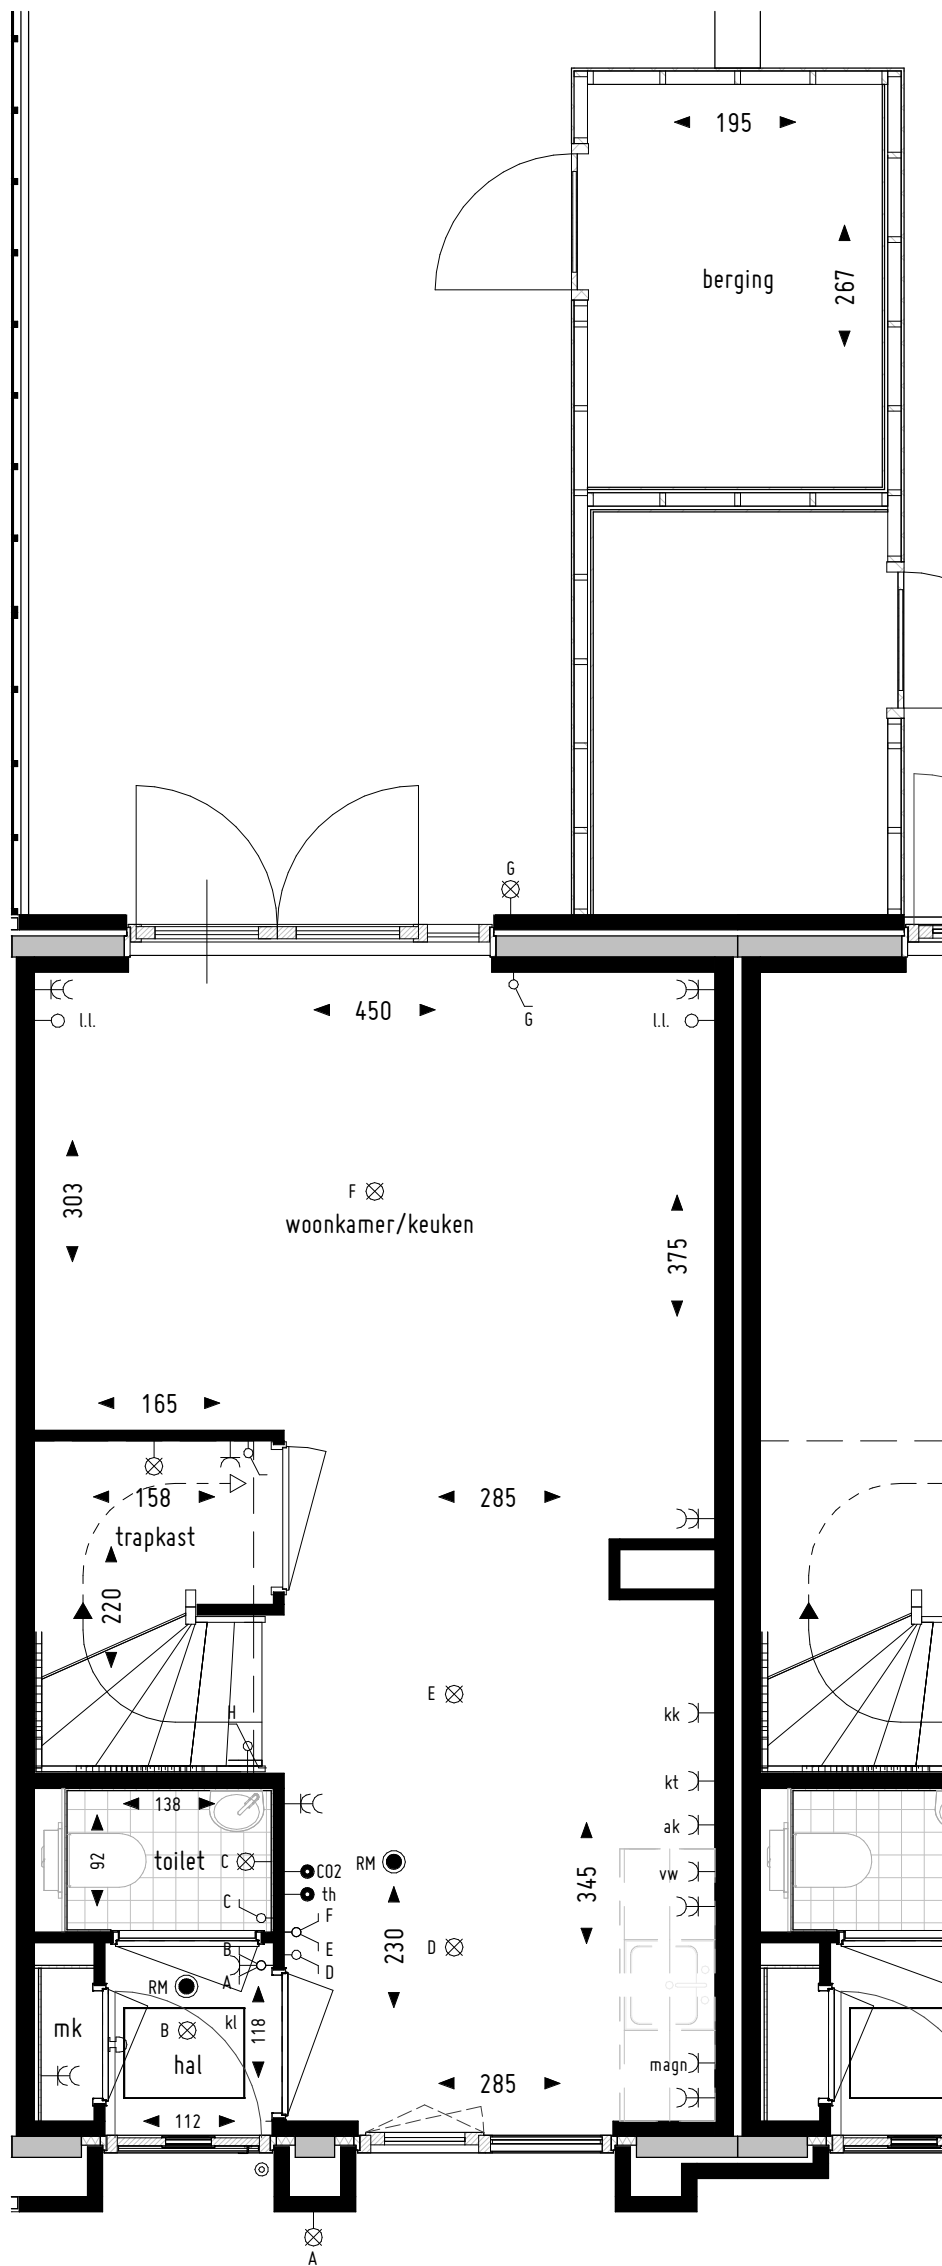 195
berging
267
G
450
G
l.l.
l.l.
303
F
woonkamer/keuken
375
165
158
285
trapkast
220
E
H
kk
kt
138
ak
92
toilet
C
CO2
RM
vw
th
345
C
F
230
E
D
B
D
A
RM
kl
mk
B
118
hal
magn
285
112
A